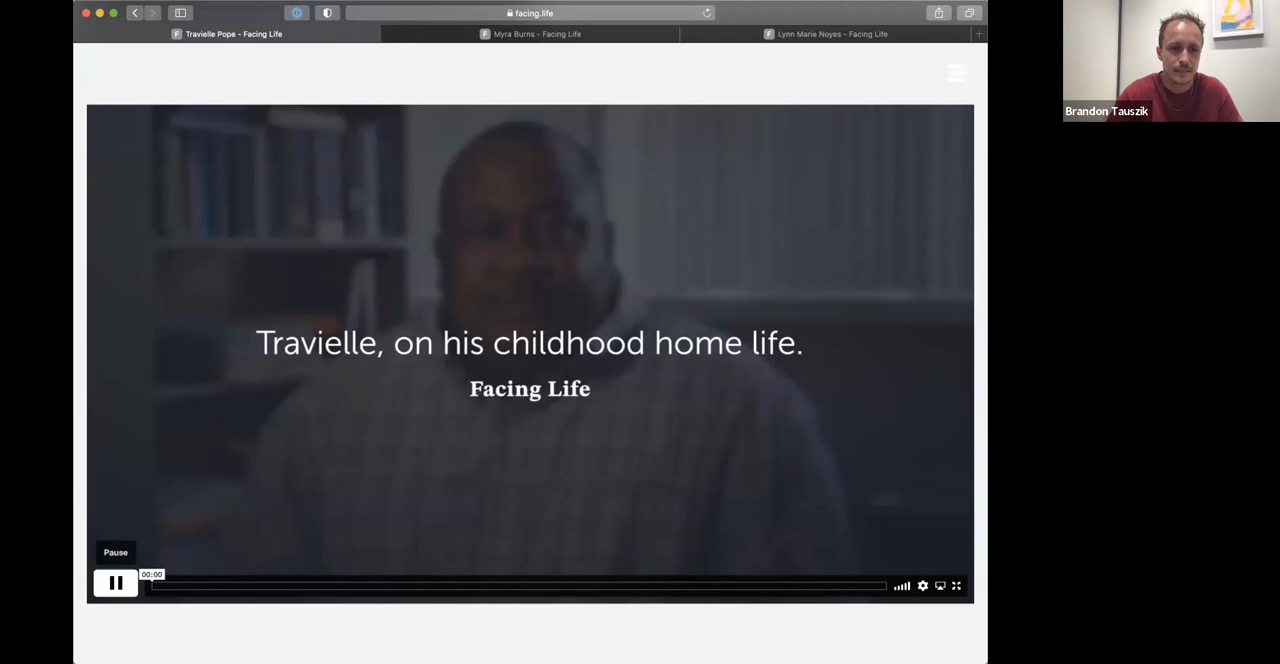 facing.life
Travielle Pope - Facing Life
Myra Burns - Facing Life
Lynn Marie Noyes - Facing Life
Brandon Tauszik
Travielle, on his childhood home life.
Facing Life
Pause
00:00